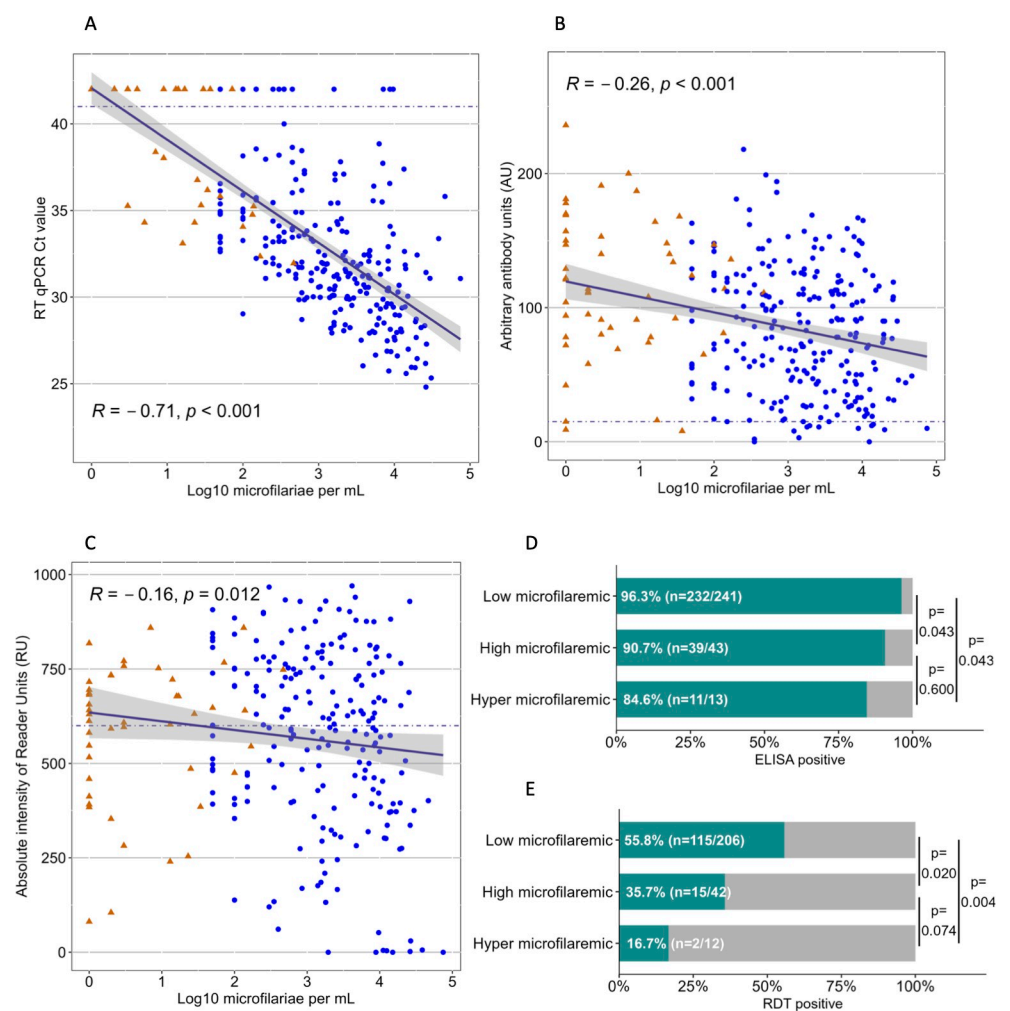 A
RT qPCR Ct value
40
35
30
25
R = −0.71, p < 0.001
0 1 2 3 4 5
Log10 microfilariae per mL
B
Arbitrary antibody units (AU)
R = −0.26, p < 0.001
200
100
0
0 1 2 3 4 5
Log10 microfilariae per mL
C
Absolute intensity of Reader Units (RU)
1000
R = −0.16, p = 0.012
750
500
250
0
0 1 2 3 4 5
Log10 microfilariae per mL
D
Low microfilaremic 96.3% (n=232/241)
High microfilaremic 90.7% (n=39/43)
Hyper microfilaremic 84.6% (n=11/13)
p=
0.043
p=
0.600
p=
0.043
0% 25% 50% 75% 100%
ELISA positive
E
Low microfilaremic 55.8% (n=115/206)
High microfilaremic 35.7% (n=15/42)
Hyper microfilaremic 16.7% (n=2/12)
p=
0.020
p=
0.074
p=
0.004
0% 25% 50% 75% 100%
RDT positive